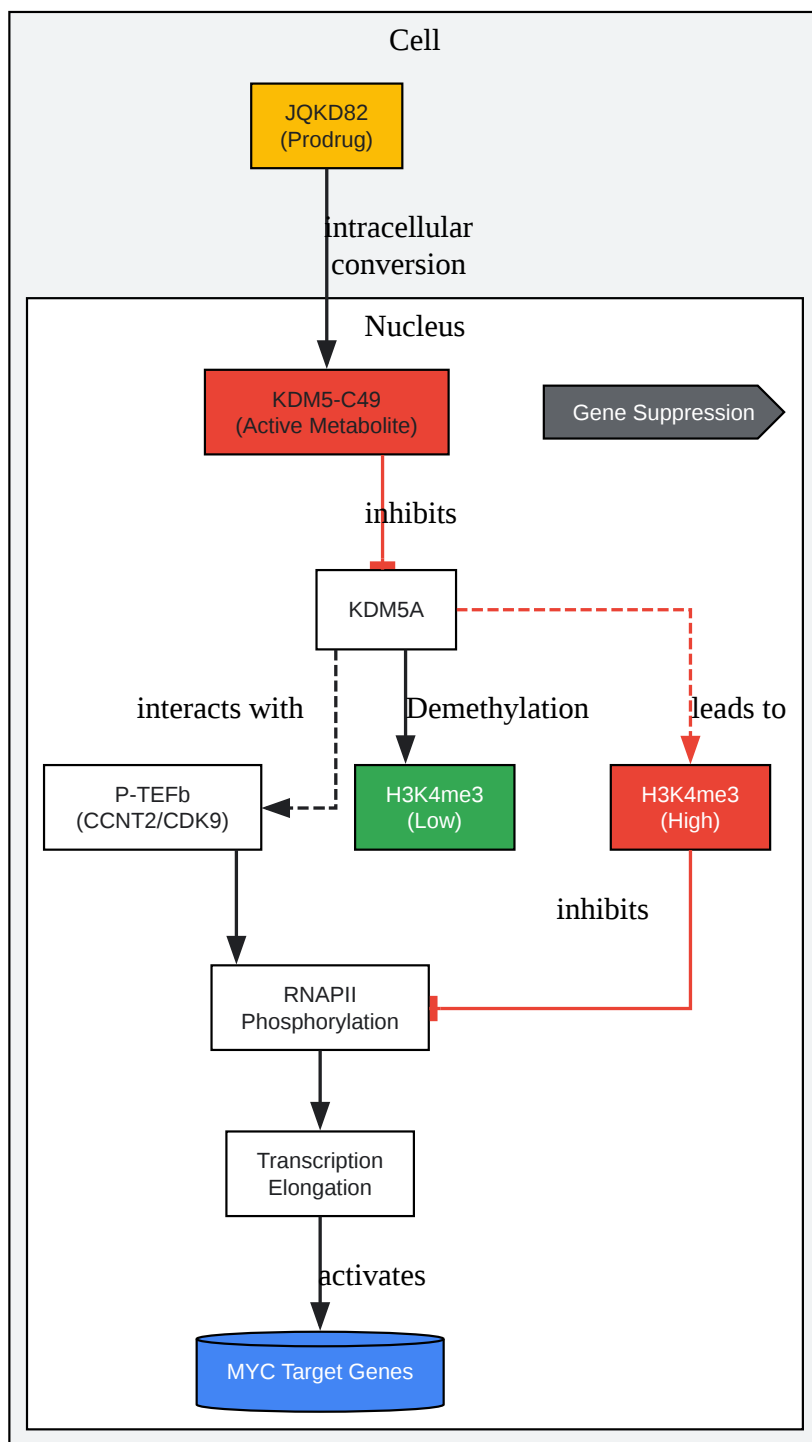 Cell
JQKD82
(Prodrug)
intracellular
conversion
Nucleus
KDM5-C49
(Active Metabolite)
Gene Suppression
inhibits
KDM5A
interacts with
Demethylation
leads to
P-TEFb
(CCNT2/CDK9)
H3K4me3
(Low)
H3K4me3
(High)
inhibits
RNAPII
Phosphorylation
Transcription
Elongation
activates
MYC Target Genes